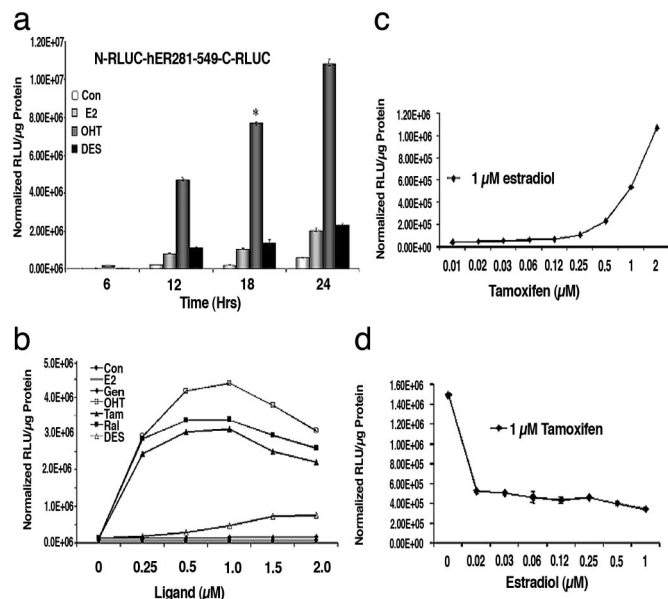 a
N-RLUC-hER281-549-C-RLUC
Normalized RLU/µg Protein
1.20E+07
1.00E+07
8.00E+06
6.00E+06
4.00E+06
2.00E+06
0.00E+06
Con
E2
OHT
DES
*
6 12 18 24
Time (Hrs)
b
Normalized RLU/µg Protein
5.0E+06
4.0E+06
3.0E+06
2.0E+06
1.0E+06
0.0E+06
Con
E2
Gen
OHT
Tam
Ral
DES
0 0.25 0.5 1.0 1.5 2.0
Ligand (µM)
c
Normalized RLU/µg Protein
1.20E+06
1.00E+06
8.00E+05
6.00E+05
4.00E+05
2.00E+05
0.00E+00
1 µM estradiol
0.01 0.02 0.03 0.06 0.12 0.25 0.5 1 2
Tamoxifen (µM)
d
Normalized RLU/µg Protein
1.60E+06
1.40E+06
1.20E+06
1.00E+06
8.00E+05
6.00E+05
4.00E+05
2.00E+05
0.00E+00
1 µM Tamoxifen
0 0.02 0.03 0.06 0.12 0.25 0.5 1
Estradiol (µM)